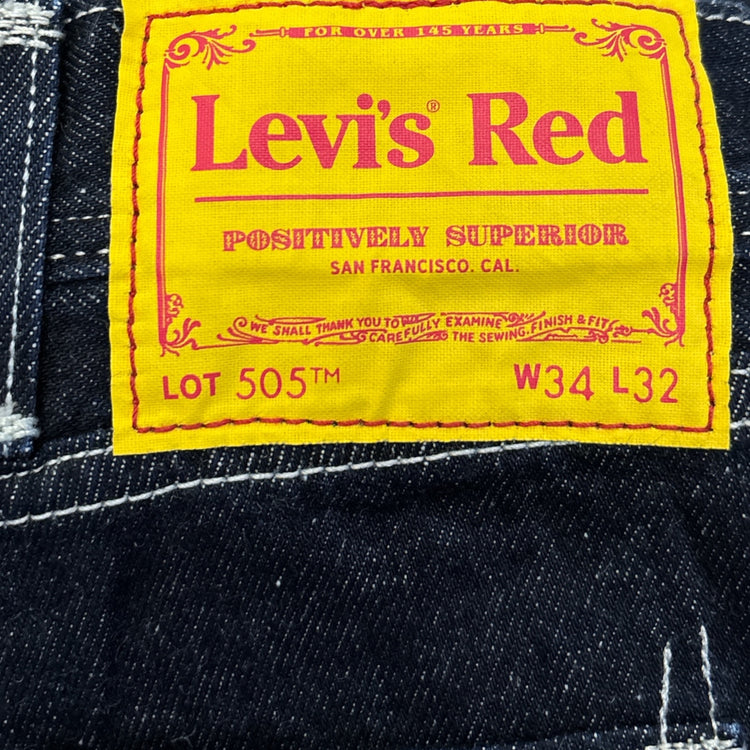 FOR OVER 145 YEARS
Levi's® Red
POSITIVELY SUPERIOR
SAN FRANCISCO. CAL.
WE SHALL THANK YOU TO EXAMINE FINISH & FIT
CAREFULLY THE SEWING.
LOT 505™ W34 L32